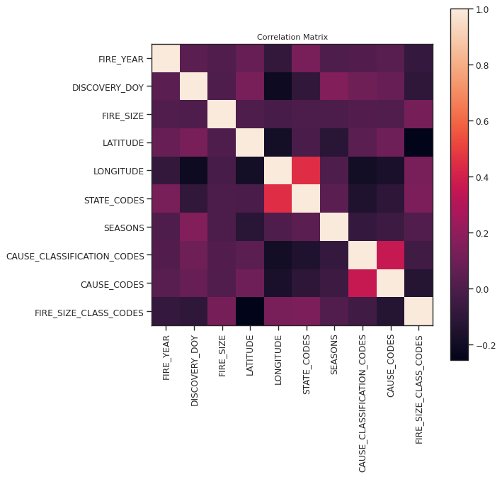 Correlation Matrix
FIRE_YEAR
DISCOVERY_DOY
FIRE_SIZE
LATITUDE
LONGITUDE
STATE_CODES
SEASONS
CAUSE_CLASSIFICATION_CODES
CAUSE_CODES
FIRE_SIZE_CLASS_CODES
FIRE_YEAR
DISCOVERY_DOY
FIRE_SIZE
LATITUDE
LONGITUDE
STATE_CODES
SEASONS
CAUSE_CLASSIFICATION_CODES
CAUSE_CODES
FIRE_SIZE_CLASS_CODES
1.0
0.8
0.6
0.4
0.2
0.0
−0.2